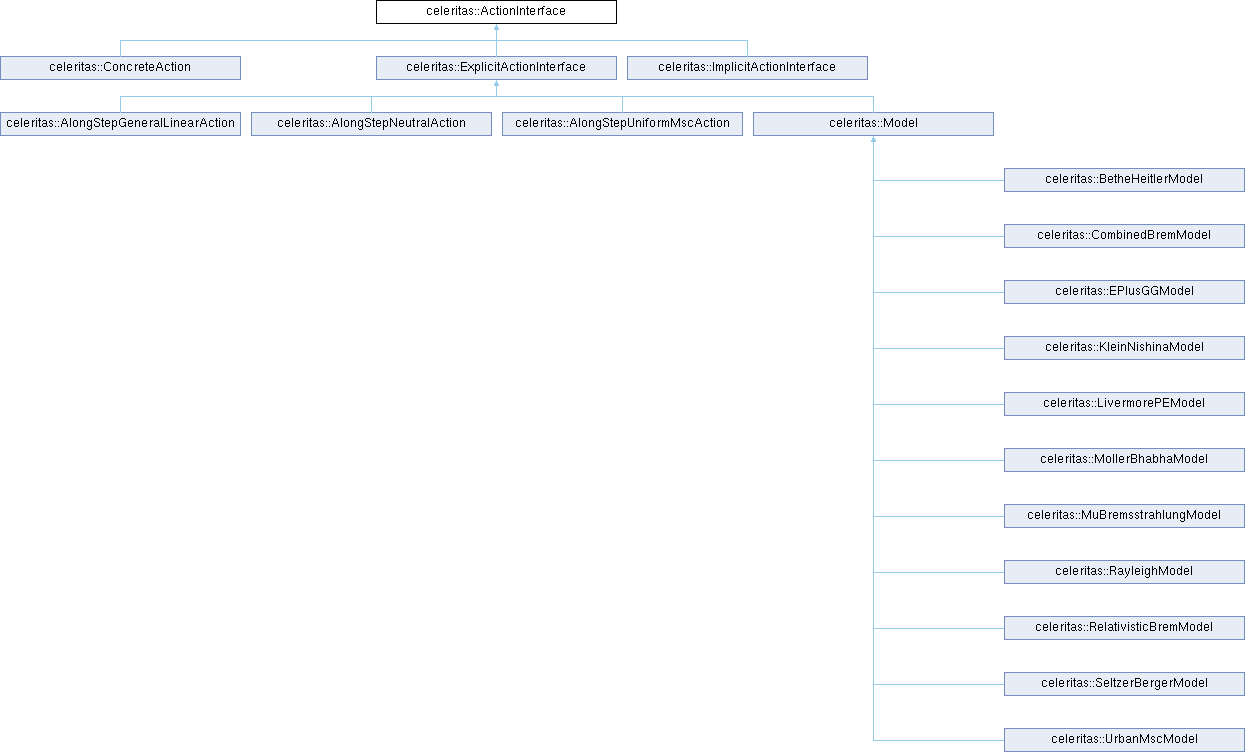 celeritas::ActionInterface
celeritas::ConcreteAction
celeritas::ExplicitActionInterface
celeritas::ImplicitActionInterface
celeritas::AlongStepGeneralLinearAction
celeritas::AlongStepNeutralAction
celeritas::AlongStepUniformMscAction
celeritas::Model
celeritas::BetheHeitlerModel
celeritas::CombinedBremModel
celeritas::EPlusGGModel
celeritas::KleinNishinaModel
celeritas::LivermorePEModel
celeritas::MollerBhabhaModel
celeritas::MuBremsstrahlungModel
celeritas::RayleighModel
celeritas::RelativisticBremModel
celeritas::SeltzerBergerModel
celeritas::UrbanMscModel